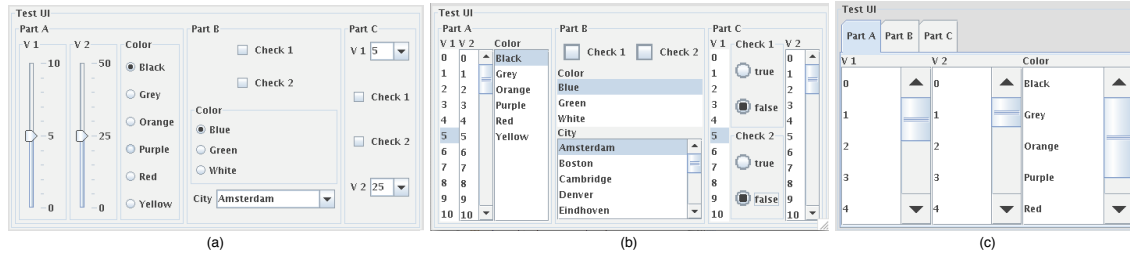 Test UI
Part A
V 1
10
5
0
V 2
50
25
0
Color
Black
Grey
Orange
Purple
Red
Yellow
Part B
Check 1
Check 2
Color
Blue
Green
White
City Amsterdam
Part C
V 1 5
Check 1
Check 2
V 2 25
(a)
Test UI
Part A
V 1
0
1
2
3
4
5
6
7
8
9
10
V 2
0
1
2
3
4
5
6
7
8
9
10
Color
Black
Grey
Orange
Purple
Red
Yellow
Part B
Check 1
Check 2
Color
Blue
Green
White
City
Amsterdam
Boston
Cambridge
Denver
Eindhoven
Part C
V 1
0
1
2
3
4
5
6
7
8
9
10
Check 1
true
false
Check 2
true
false
V 2
0
1
2
3
4
5
6
7
8
9
10
(b)
Test UI
Part A
Part B
Part C
V 1
0
1
2
3
4
V 2
0
1
2
3
4
Color
Black
Grey
Orange
Purple
Red
(c)